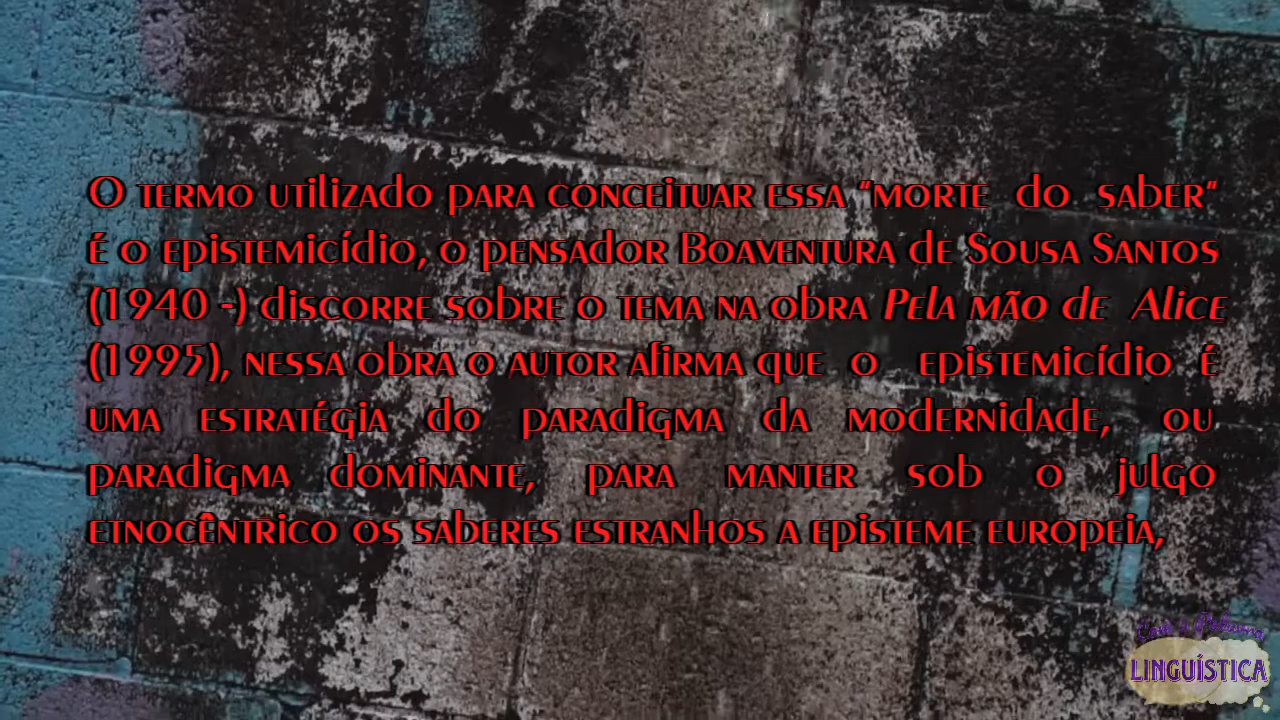 O termo utilizado para conceituar essa "morte do saber"
é o epistemicídio, o pensador Boaventura de Sousa Santos
(1940 -) discorre sobre o tema na obra Pela mão de Alice
(1995), nessa obra o autor afirma que o epistemicídio é
uma estratégia do paradigma da modernidade, ou
paradigma dominante, para manter sob o julgo
etnocêntrico os saberes estranhos a episteme europeia,
Com a Palavra
LINGUÍSTICA